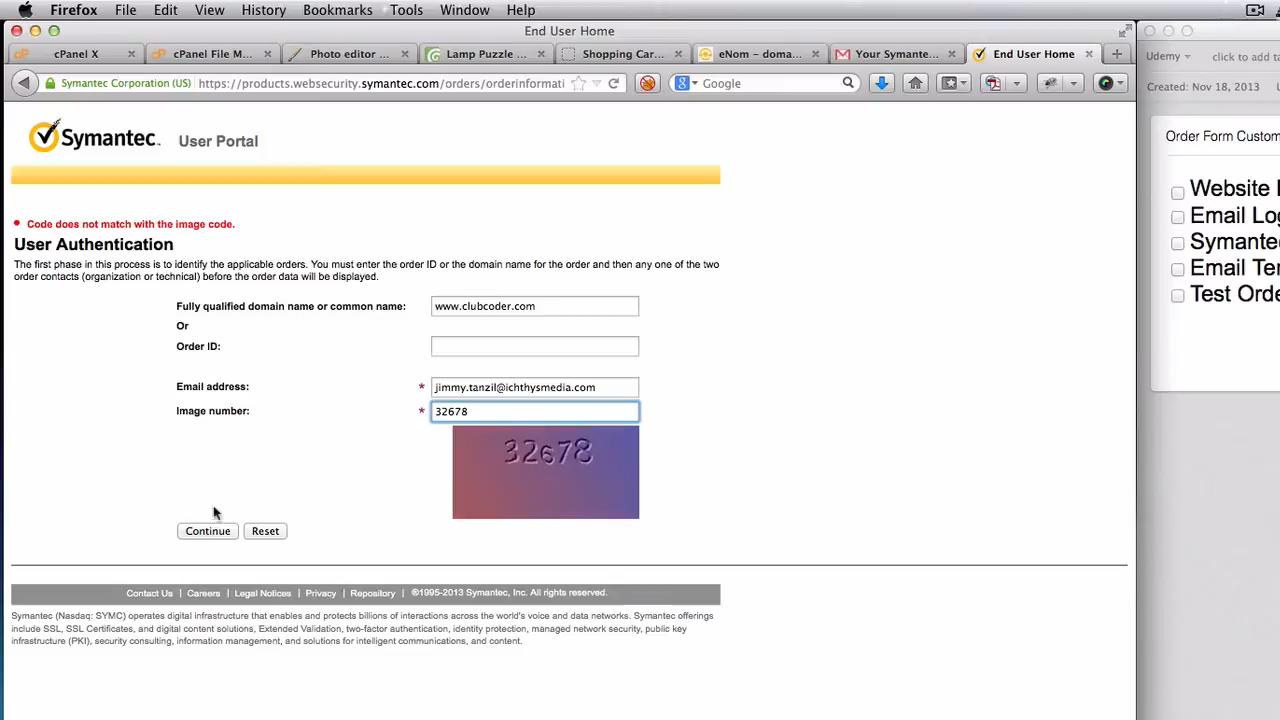 Firefox File Edit View History Bookmarks Tools Window Help
End User Home
cPanel X
cPanel File M...
Photo editor ...
Lamp Puzzle ...
Shopping Car...
eNom – doma...
Your Symante...
End User Home
Symantec Corporation (US) https://products.websecurity.symantec.com/orders/orderinformati
Google
Udemy
click to add ta
Created: Nov 18, 2013
Symantec. User Portal
Order Form Custom
Website
Email Log
Symante
Email Te
Test Orde
Code does not match with the image code.
User Authentication
The first phase in this process is to identify the applicable orders. You must enter the order ID or the domain name for the order and then any one of the two
order contacts (organization or technical) before the order data will be displayed.
Fully qualified domain name or common name: www.clubcoder.com
Or
Order ID:
Email address: * jimmy.tanzil@ichthysmedia.com
Image number: * 32678
32678
Continue Reset
Contact Us | Careers | Legal Notices | Privacy | Repository | ©1995-2013 Symantec, Inc. All rights reserved.
Symantec (Nasdaq: SYMC) operates digital infrastructure that enables and protects billions of interactions across the world's voice and data networks. Symantec offerings
include SSL, SSL Certificates, and digital content solutions, Extended Validation, two-factor authentication, identity protection, managed network security, public key
infrastructure (PKI), security consulting, information management, and solutions for intelligent communications, and content.